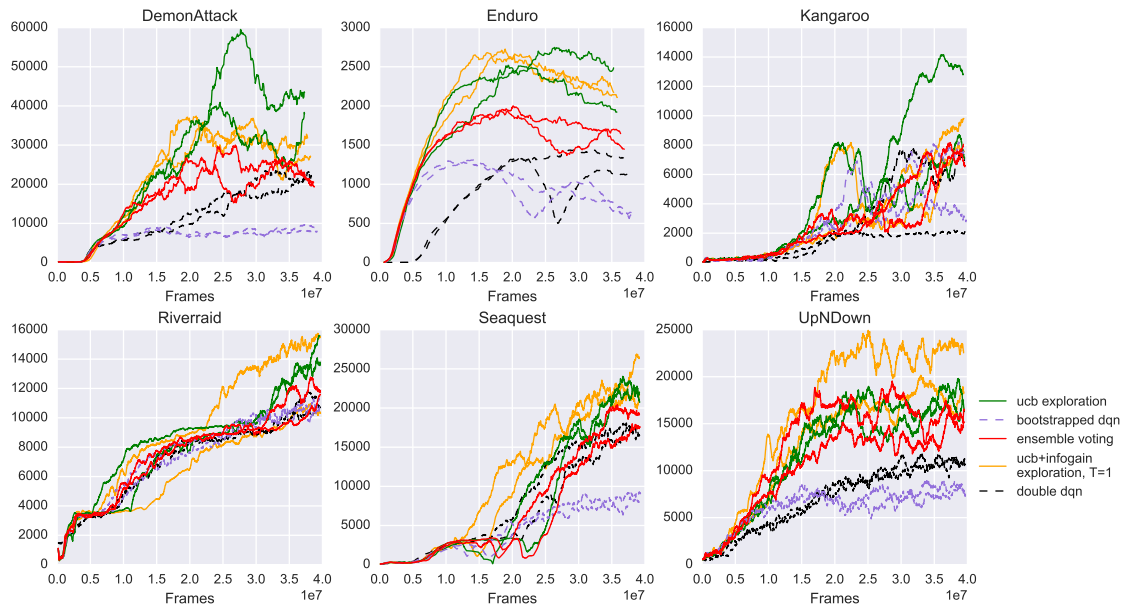 DemonAttack
60000
50000
40000
30000
20000
10000
0
0.0 0.5 1.0 1.5 2.0 2.5 3.0 3.5 4.0
Frames
1e7
Enduro
3000
2500
2000
1500
1000
500
0
0.0 0.5 1.0 1.5 2.0 2.5 3.0 3.5 4.0
Frames
1e7
Kangaroo
16000
14000
12000
10000
8000
6000
4000
2000
0
0.0 0.5 1.0 1.5 2.0 2.5 3.0 3.5 4.0
Frames
1e7
Riverraid
16000
14000
12000
10000
8000
6000
4000
2000
0
0.0 0.5 1.0 1.5 2.0 2.5 3.0 3.5 4.0
Frames
1e7
Seaquest
30000
25000
20000
15000
10000
5000
0
0.0 0.5 1.0 1.5 2.0 2.5 3.0 3.5 4.0
Frames
1e7
UpNDown
25000
20000
15000
10000
5000
0
0.0 0.5 1.0 1.5 2.0 2.5 3.0 3.5 4.0
Frames
1e7
ucb exploration
bootstrapped dqn
ensemble voting
ucb+infogain
exploration, T=1
double dqn